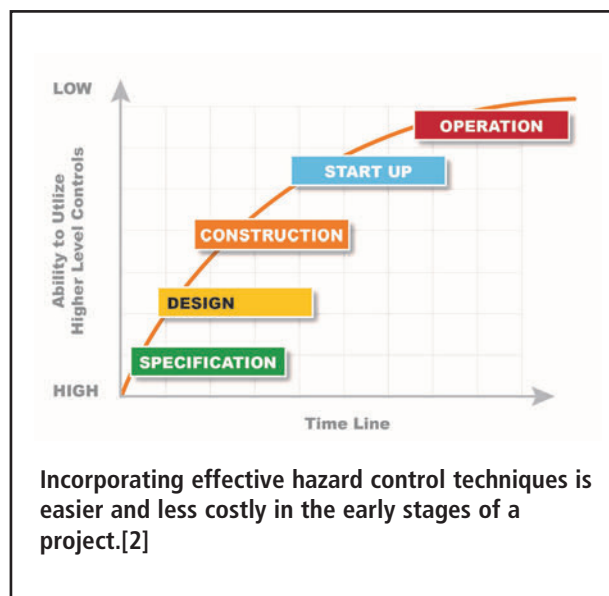 LOW
OPERATION
START UP
CONSTRUCTION
DESIGN
SPECIFICATION
HIGH
Ability to Utlize
Higher Level Controls
Time Line
Incorporating effective hazard control techniques is
easier and less costly in the early stages of a
project.[2]